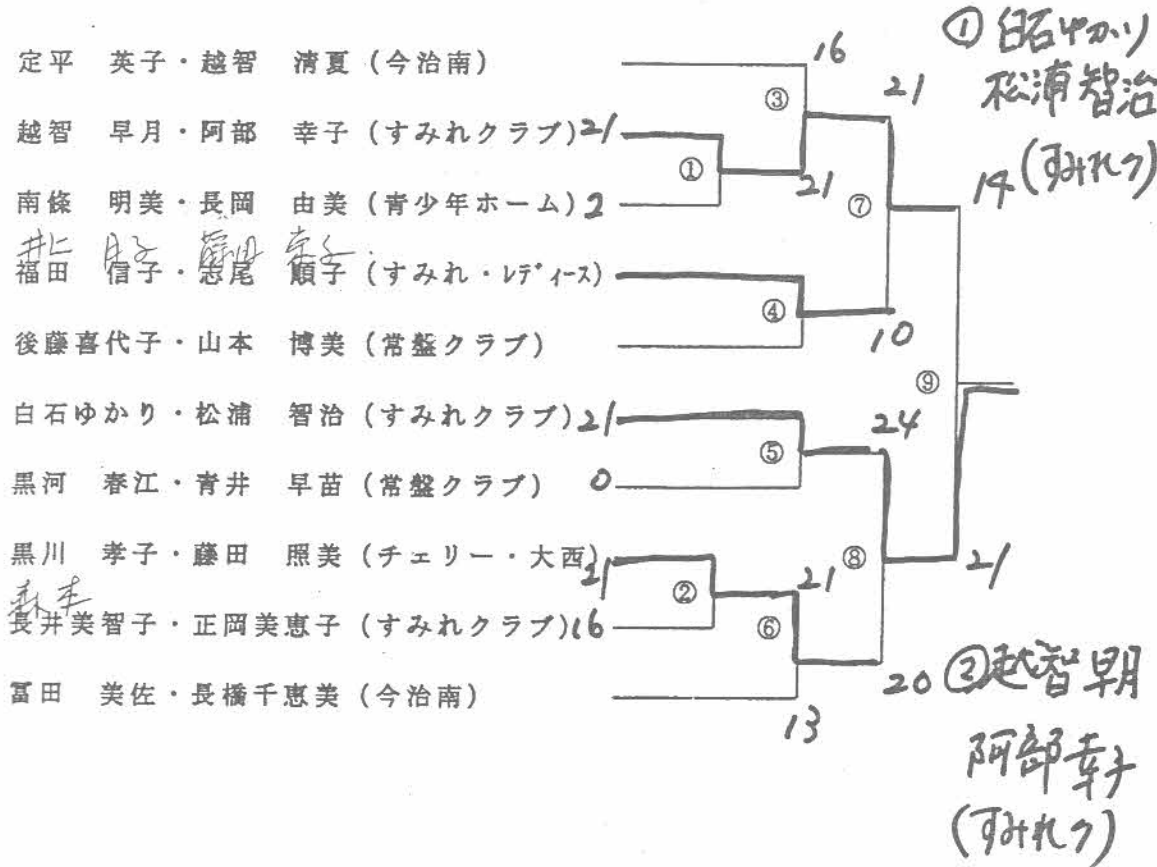 ① 白石ゆかり
松浦智治
(すみれク)
定平 英子・越智 清夏 (今治南)
16
③
21
越智 早月・阿部 幸子 (すみれクラブ) 21
①
21
⑦
14
南條 明美・長岡 由美 (青少年ホーム) 2
福田 信子・志尾 順子 (すみれ・レディース)
④
10
後藤喜代子・山本 博美 (常盤クラブ)
⑨
白石ゆかり・松浦 智治 (すみれクラブ) 21
24
⑤
黒河 春江・青井 早苗 (常盤クラブ) 0
黒川 孝子・藤田 照美 (チェリー・大西) 21
②
21
⑧
21
森本
長井美智子・正岡美恵子 (すみれクラブ) 16
⑥
冨田 美佐・長橋千恵美 (今治南)
20
13
② 越智早月
阿部幸子
(すみれク)